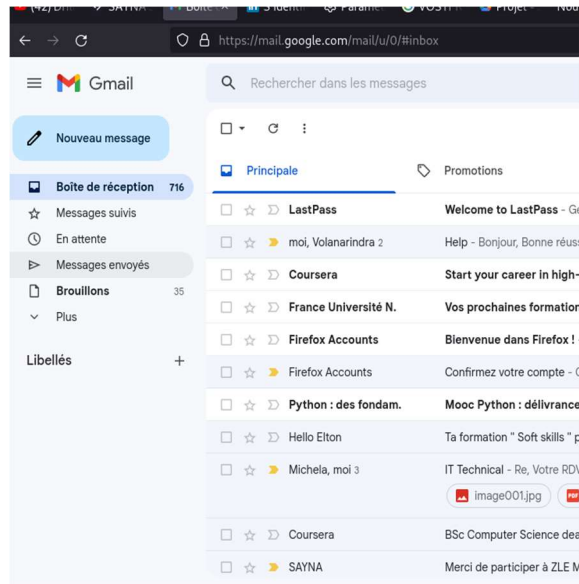 https://mail.google.com/mail/u/0/#inbox
Gmail
Rechercher dans les messages
Nouveau message
Principale
Promotions
Boîte de réception 716
LastPass Welcome to LastPass -
Messages suivis
moi, Volanarindra 2 Help - Bonjour, Bonne
En attente
Messages envoyés
Coursera Start your career in high-
Brouillons 35
France Université N. Vos prochaines
Plus
Firefox Accounts Bienvenue dans Firefox !
Libellés
Firefox Accounts Confirmez votre compte -
Python : des fondam. Mooc Python : délivrance
Hello Elton Ta formation " Soft skills "
Michela, moi 3 IT Technical - Re, Votre RDV
image001.jpg PDF
Coursera BSc Computer Science
SAYNA Merci de participer à ZLE